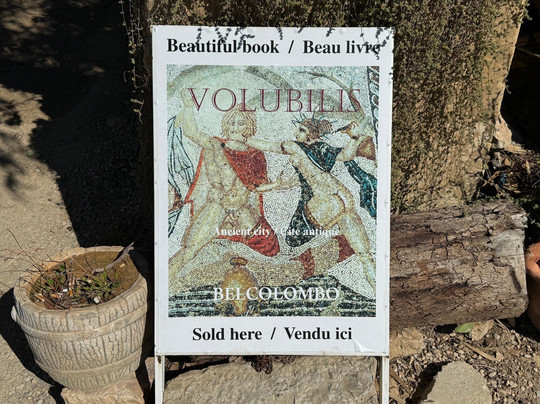 Beautiful book / Beau livre
VOLUBILIS
Ancient city / Cité antique
BELCOLOMBO
Sold here / Vendu ici